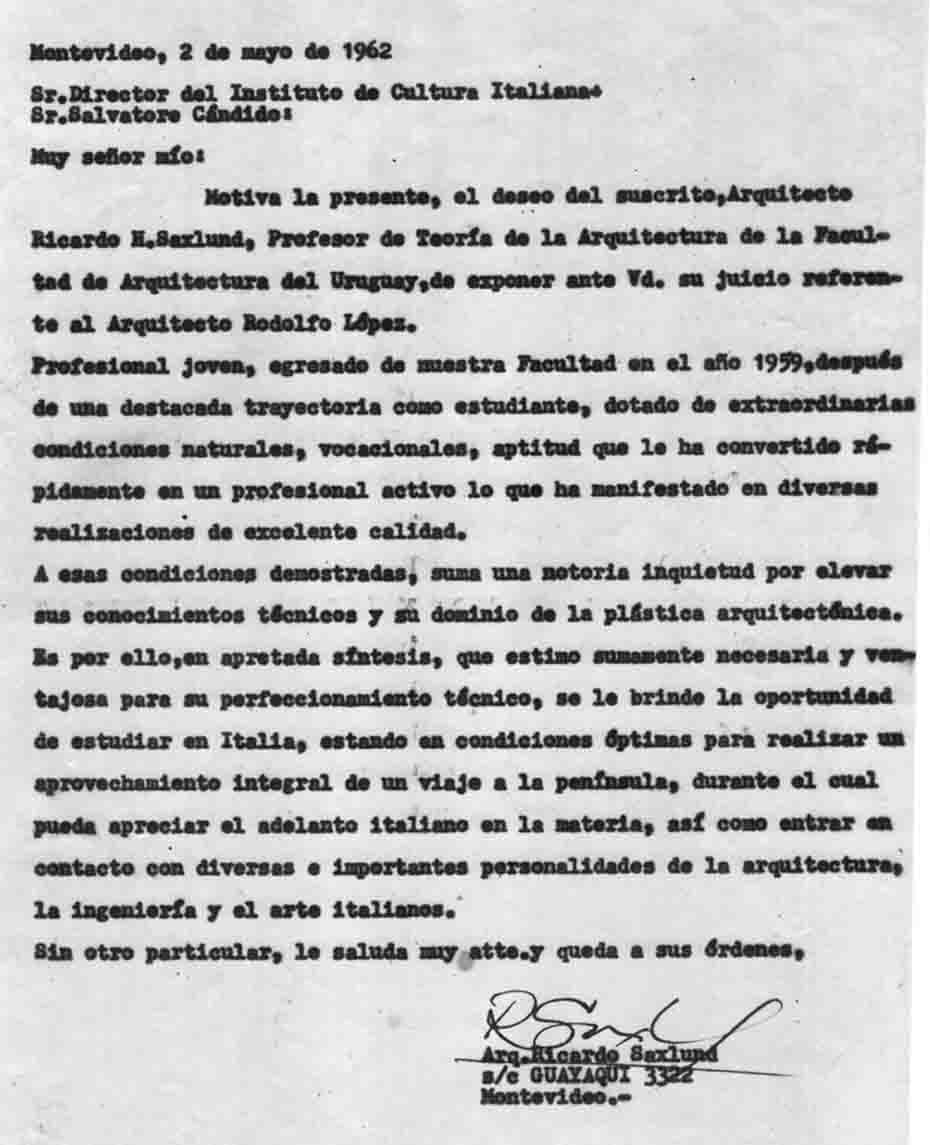 Montevideo, 2 de mayo de 1962
Sr.Director del Instituto de Cultura Italiana.
Sr.Salvatore Cándido:
Muy señor mío:
Motiva la presente, el deseo del suscrito,Arquitecto
Ricardo H.Saxlund, Profesor de Teoría de la Arquitectura de la Facul-
tad de Arquitectura del Uruguay,de exponer ante Vd. su juicio referen-
te al Arquitecto Rodolfo López.
Profesional joven, egresado de nuestra Facultad en el año 1959,después
de una destacada trayectoria como estudiante, dotado de extraordinarias
condiciones naturales, vocacionales, aptitud que le ha convertido rá-
pidamente en un profesional activo lo que ha manifestado en diversas
realizaciones de excelente calidad.
A esas condiciones demostradas, suma una notoria inquietud por elevar
sus conocimientos técnicos y su dominio de la plástica arquitectónica.
Es por ello,en apretada síntesis, que estimo sumamente necesaria y ven-
tajosa para su perfeccionamiento técnico, se le brinde la oportunidad
de estudiar en Italia, estando en condiciones óptimas para realizar un
aprovechamiento integral de un viaje a la península, durante el cual
pueda apreciar el adelanto italiano en la materia, así como entrar en
contacto con diversas e importantes personalidades de la arquitectura,
la ingeniería y el arte italianos.
Sin otro particular, le saluda muy atte.y queda a sus órdenes,
R Saxlund
Arq.Ricardo Saxlund
s/c GUAYAQUI 3322
Montevideo.-